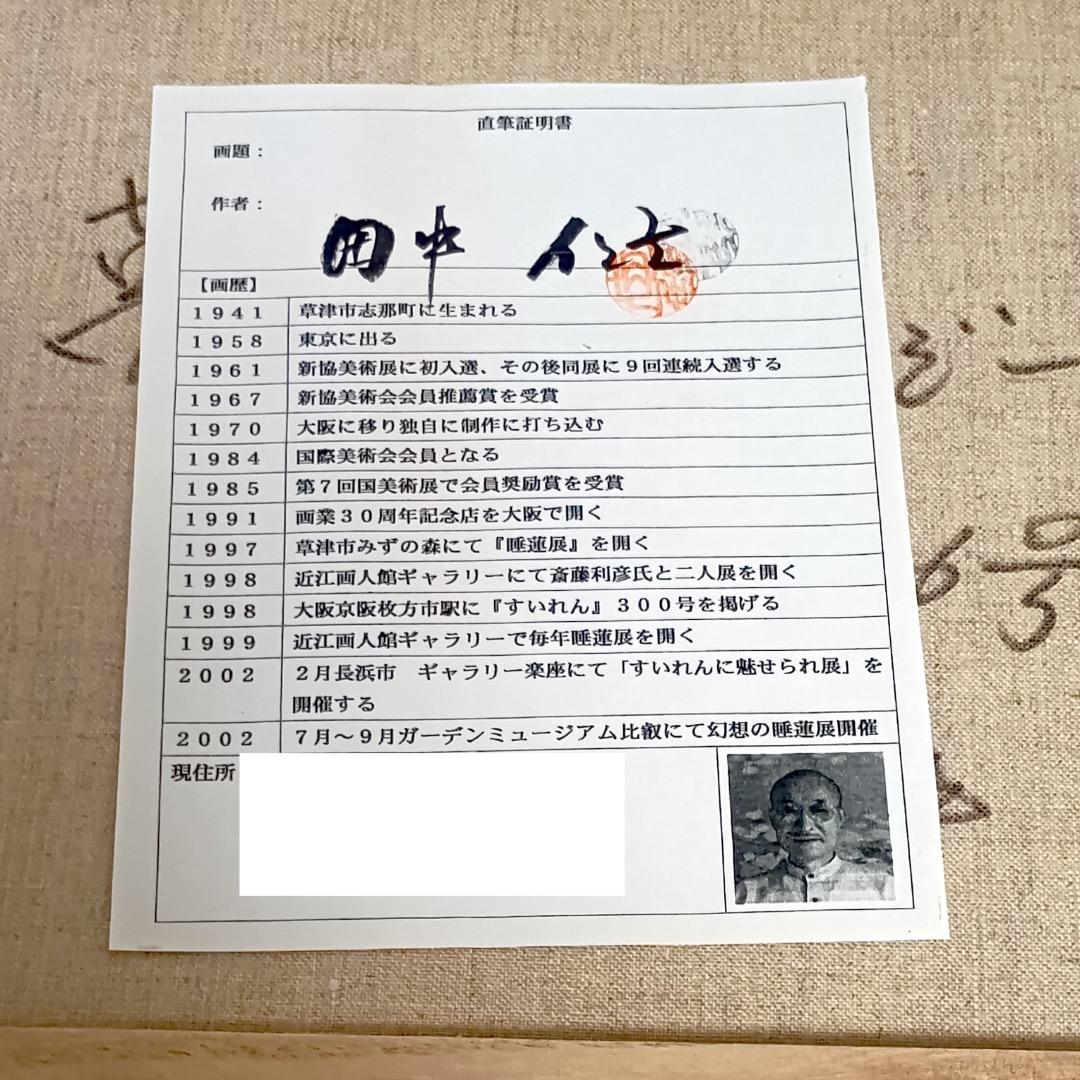 直筆証明書
画題：
作者：
田中 仁士
【画歴】
１９４１ 草津市志那町に生まれる
１９５８ 東京に出る
１９６１ 新協美術展に初入選、その後同展に９回連続入選する
１９６７ 新協美術会会員推薦賞を受賞
１９７０ 大阪に移り独自に制作に打ち込む
１９８４ 国際美術会会員となる
１９８５ 第７回国美術展で会員奨励賞を受賞
１９９１ 画業３０周年記念店を大阪で開く
１９９７ 草津市みずの森にて『睡蓮展』を開く
１９９８ 近江画人館ギャラリーにて斎藤利彦氏と二人展を開く
１９９８ 大阪京阪枚方市駅に『すいれん』３００号を掲げる
１９９９ 近江画人館ギャラリーで毎年睡蓮展を開く
２００２ ２月長浜市　ギャラリー楽座にて「すいれんに魅せられ展」を
開催する
２００２ ７月～９月ガーデンミュージアム比叡にて幻想の睡蓮展開催
現住所
6号